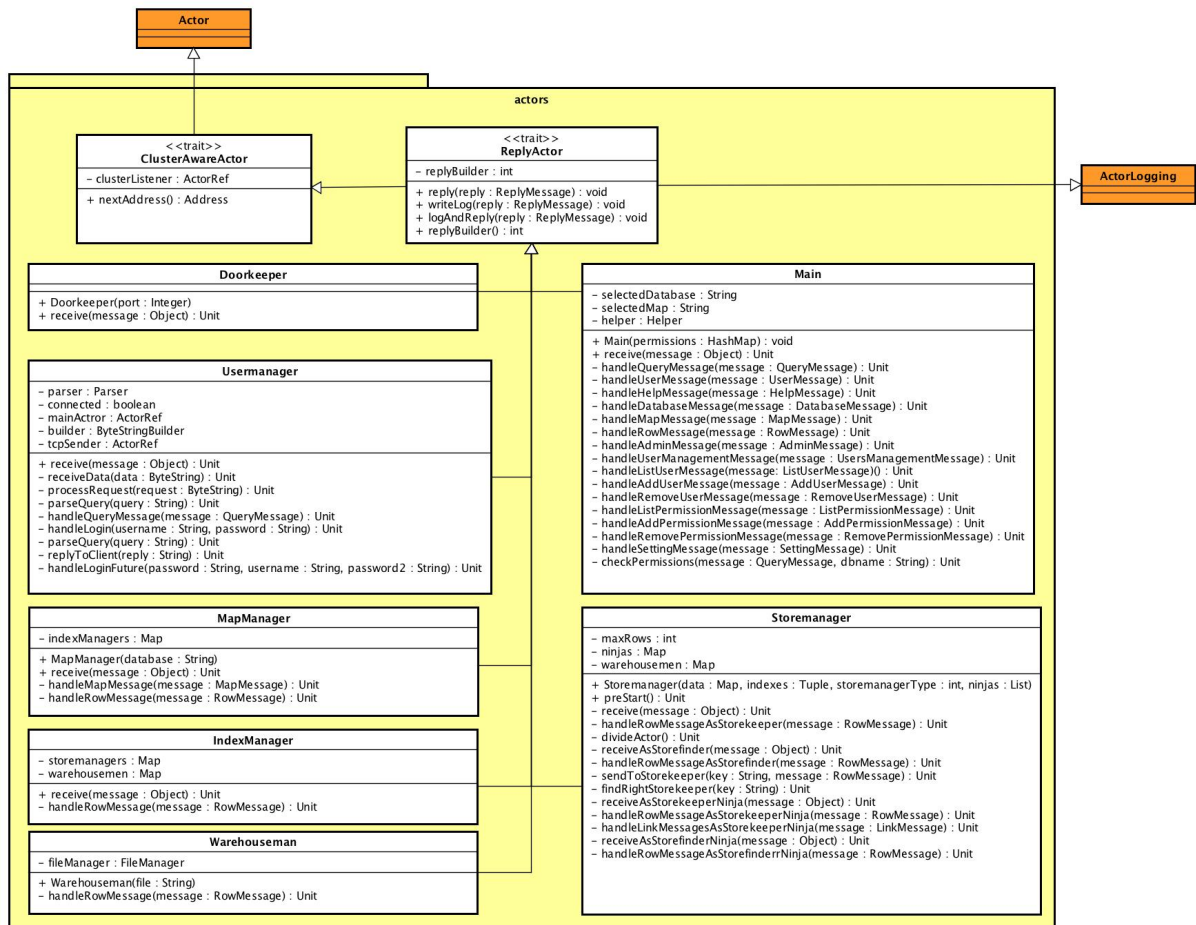 Actor
actors
<<trait>>
ClusterAwareActor
– clusterListener : ActorRef
+ nextAddress() : Address
<<trait>>
ReplyActor
– replyBuilder : int
+ reply(reply : ReplyMessage) : void
+ writeLog(reply : ReplyMessage) : void
+ logAndReply(reply : ReplyMessage) : void
+ replyBuilder() : int
ActorLogging
Doorkeeper
+ Doorkeeper(port : Integer)
+ receive(message : Object) : Unit
Main
– selectedDatabase : String
– selectedMap : String
– helper : Helper
+ Main(permissions : HashMap) : void
+ receive(message : Object) : Unit
– handleQueryMessage(message : QueryMessage) : Unit
– handleUserMessage(message : UserMessage) : Unit
– handleHelpMessage(message : HelpMessage) : Unit
– handleDatabaseMessage(message : DatabaseMessage) : Unit
– handleMapMessage(message : MapMessage) : Unit
– handleRowMessage(message : RowMessage) : Unit
– handleAdminMessage(message : AdminMessage) : Unit
– handleUserManagementMessage(message : UsersManagementMessage) : Unit
– handleListUserMessage(message: ListUserMessage)() : Unit
– handleAddUserMessage(message : AddUserMessage) : Unit
– handleRemoveUserMessage(message : RemoveUserMessage) : Unit
– handleListPermissionMessage(message : ListPermissionMessage) : Unit
– handleAddPermissionMessage(message : AddPermissionMessage) : Unit
– handleRemovePermissionMessage(message : RemovePermissionMessage) : Unit
– handleSettingMessage(message : SettingMessage) : Unit
– checkPermissions(message : QueryMessage, dbname : String) : Unit
Usermanager
– parser : Parser
– connected : boolean
– mainActror : ActorRef
– builder : ByteStringBuilder
– tcpSender : ActorRef
+ receive(message : Object) : Unit
– receiveData(data : ByteString) : Unit
– processRequest(request : ByteString) : Unit
– parseQuery(query : String) : Unit
– handleQueryMessage(message : QueryMessage) : Unit
– handleLogin(username : String, password : String) : Unit
– parseQuery(query : String) : Unit
– replyToClient(reply : String) : Unit
– handleLoginFuture(password : String, username : String, password2 : String) : Unit
MapManager
– indexManagers : Map
+ MapManager(database : String)
+ receive(message : Object) : Unit
– handleMapMessage(message : MapMessage) : Unit
– handleRowMessage(message : RowMessage) : Unit
Storemanager
– maxRows : int
– ninjas : Map
– warehousemen : Map
+ Storemanager(data : Map, indexes : Tuple, storemanagerType : int, ninjas : List)
+ preStart() : Unit
– receive(message : Object) : Unit
– handleRowMessageAsStorekeeper(message : RowMessage) : Unit
– divideActor() : Unit
– receiveAsStorefinder(message : Object) : Unit
– handleRowMessageAsStorefinder(message : RowMessage) : Unit
– sendToStorekeeper(key : String, message : RowMessage) : Unit
– findRightStorekeeper(key : String) : Unit
– receiveAsStorekeeperNinja(message : Object) : Unit
– handleRowMessageAsStorekeeperNinja(message : RowMessage) : Unit
– handleLinkMessagesAsStorekeeperNinja(message : LinkMessage) : Unit
– receiveAsStorefinderNinja(message : Object) : Unit
– handleRowMessageAsStorefinderrNinja(message : RowMessage) : Unit
IndexManager
– storemanagers : Map
– warehousemen : Map
+ receive(message : Object) : Unit
– handleRowMessage(message : RowMessage) : Unit
Warehouseman
– fileManager : FileManager
+ Warehouseman(file : String)
– handleRowMessage(message : RowMessage) : Unit